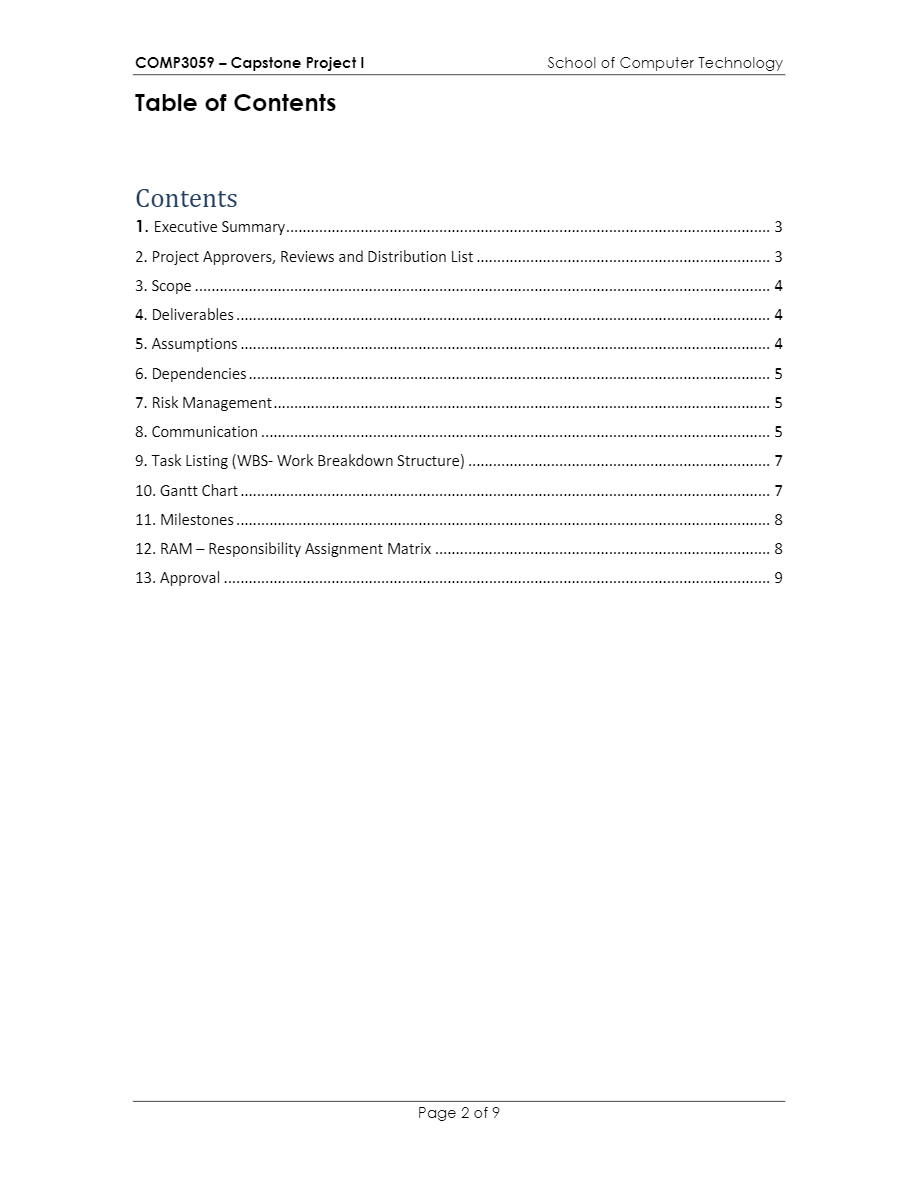 COMP3059 – Capstone Project I School of Computer Technology
Table of Contents
Contents
1. Executive Summary 3
2. Project Approvers, Reviews and Distribution List 3
3. Scope 4
4. Deliverables 4
5. Assumptions 4
6. Dependencies 5
7. Risk Management 5
8. Communication 5
9. Task Listing (WBS- Work Breakdown Structure) 7
10. Gantt Chart 7
11. Milestones 8
12. RAM – Responsibility Assignment Matrix 8
13. Approval 9
Page 2 of 9